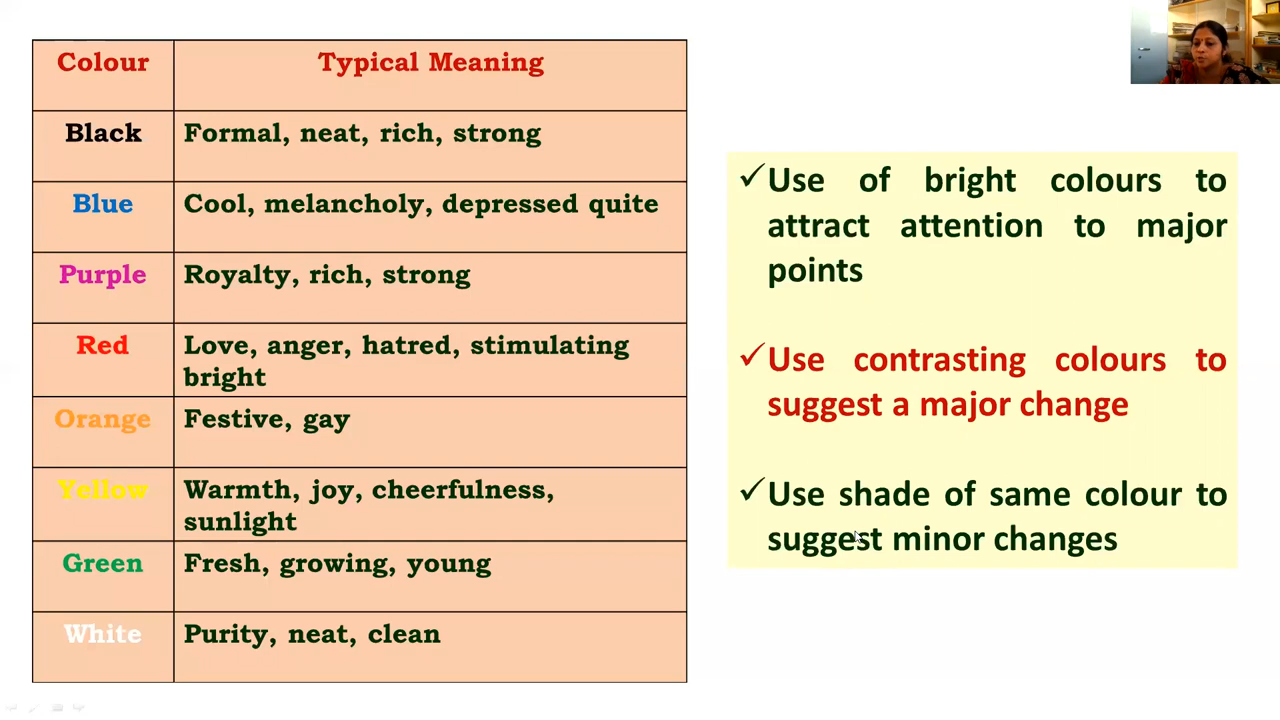 Colour Typical Meaning
Black Formal, neat, rich, strong
Blue Cool, melancholy, depressed quite
Purple Royalty, rich, strong
Red Love, anger, hatred, stimulating
bright
Orange Festive, gay
Yellow Warmth, joy, cheerfulness,
sunlight
Green Fresh, growing, young
White Purity, neat, clean
✓Use of bright colours to
attract attention to major
points
✓Use contrasting colours to
suggest a major change
✓Use shade of same colour to
suggest minor changes